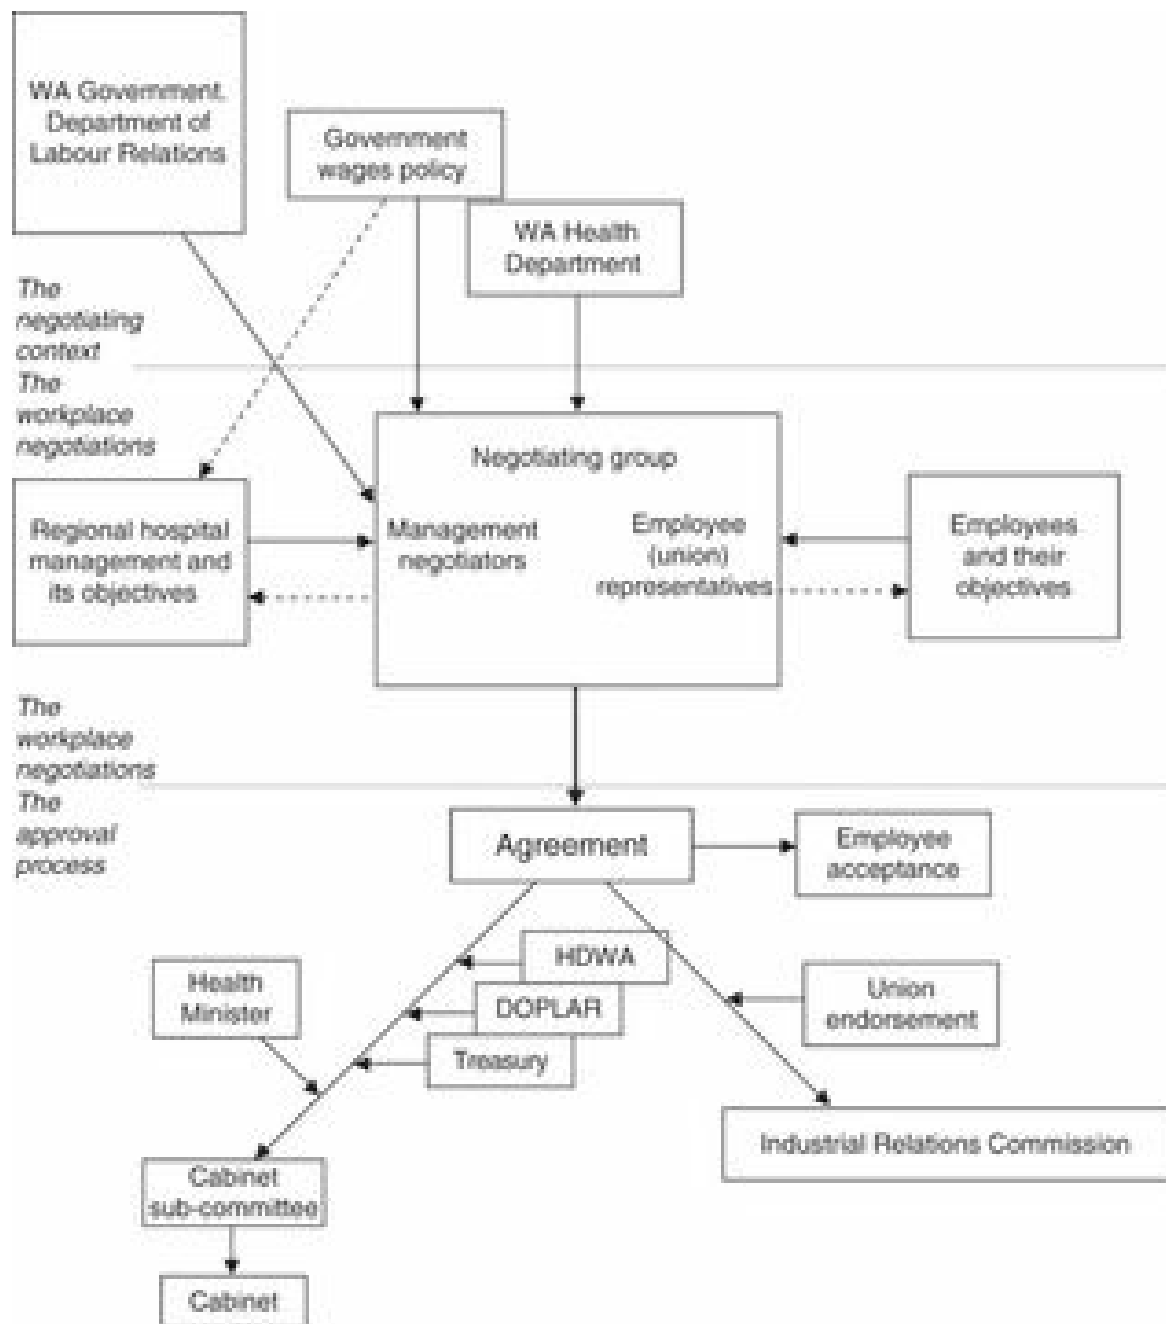 WA Government,
Department of
Labour Relations
Government
wages policy
WA Health
Department
The
negotiating
context
The
workplace
negotiations
Negotiating group
Regional hospital
management and
its objectives
Management
negotiators
Employee
(union)
representatives
Employees
and their
objectives
The
workplace
negotiations
The
approval
process
Agreement
Employee
acceptance
HDWA
Health
Minister
DOPLAR
Union
endorsement
Treasury
Industrial Relations Commission
Cabinet
sub-committee
Cabinet